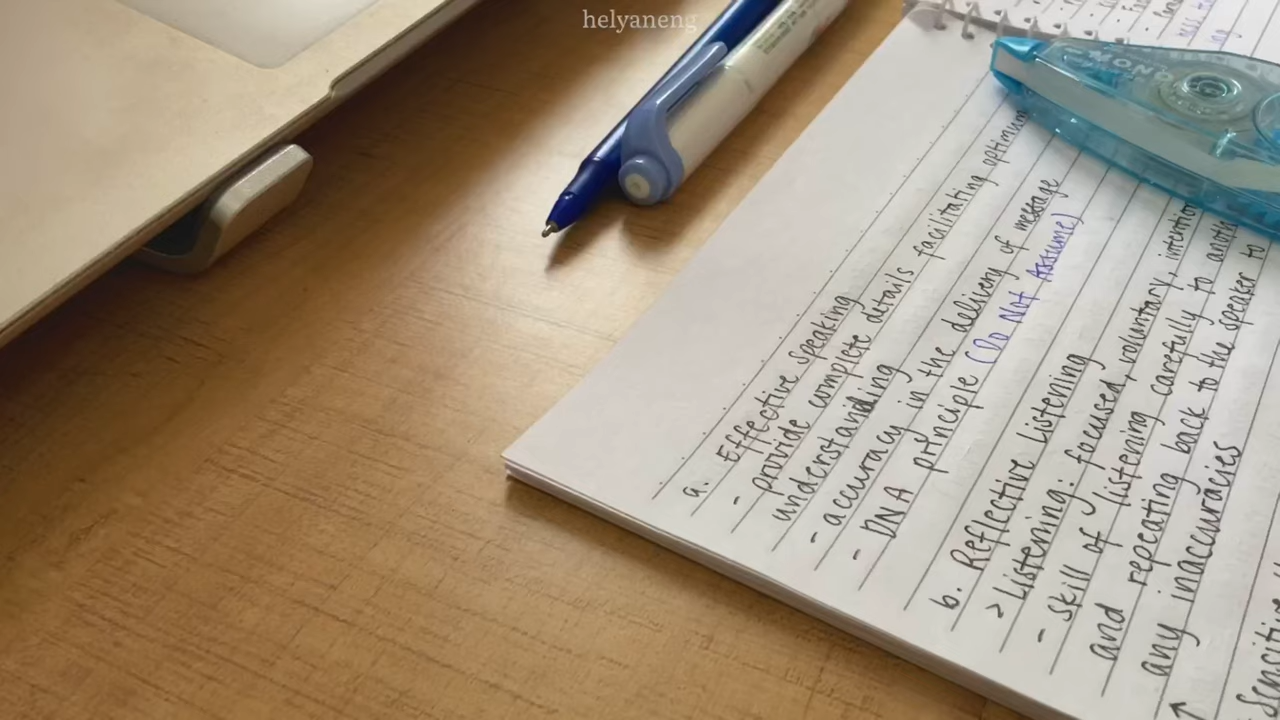 helyaneng
MONO
a. Effective Speaking
- provide complete details facilitating optimum
understanding
- accuracy in the delivery of message
- DNA principle (Do Not Assume)
b. Reflective Listening
> Listening:
- skill of focused, voluntary, intention
and listening carefully to anoth
repeating back to the speaker to
any inaccuracies